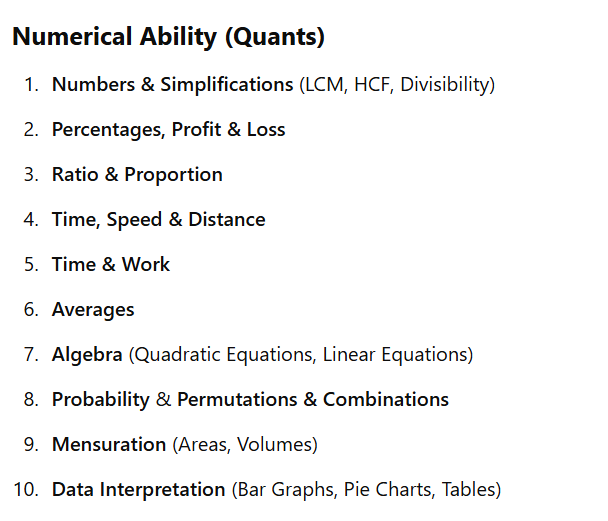 Numerical Ability (Quants)
1. Numbers & Simplifications (LCM, HCF, Divisibility)
2. Percentages, Profit & Loss
3. Ratio & Proportion
4. Time, Speed & Distance
5. Time & Work
6. Averages
7. Algebra (Quadratic Equations, Linear Equations)
8. Probability & Permutations & Combinations
9. Mensuration (Areas, Volumes)
10. Data Interpretation (Bar Graphs, Pie Charts, Tables)